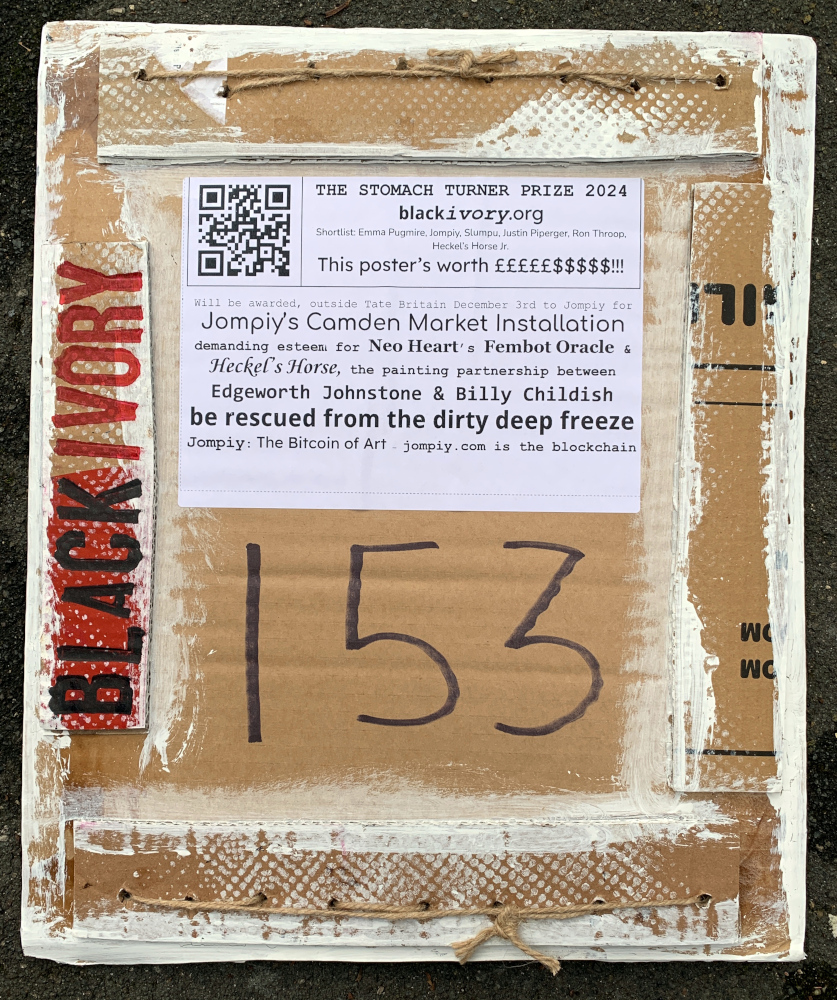 THE STOMACH TURNER PRIZE 2024
blackivory.org
Shortlist: Emma Pugmire, Jompiy, Slumpu, Justin Piperger, Ron Throop,
Heckel's Horse Jr.
This poster's worth £££££$$$$$!!!
Will be awarded, outside Tate Britain December 3rd to Jompiy for
Jompiy's Camden Market Installation
demanding esteem for Neo Heart's Fembot Oracle &
Heckel's Horse, the painting partnership between
Edgeworth Johnstone & Billy Childish
be rescued from the dirty deep freeze
Jompiy: The Bitcoin of Art - jompiy.com is the blockchain
BLACK IVORY
153